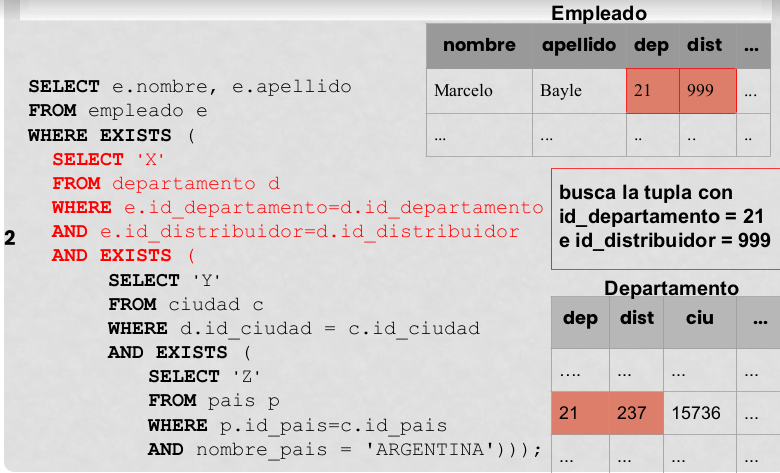 Empleado
nombre apellido dep dist ...
Marcelo Bayle 21 999 ...
... ... .. .. ..
SELECT e.nombre, e.apellido
FROM empleado e
WHERE EXISTS (
SELECT 'X'
FROM departamento d
WHERE e.id_departamento=d.id_departamento
AND e.id_distribuidor=d.id_distribuidor
AND EXISTS (
SELECT 'Y'
FROM ciudad c
WHERE d.id_ciudad = c.id_ciudad
AND EXISTS (
SELECT 'Z'
FROM pais p
WHERE p.id_pais=c.id_pais
AND nombre_pais = 'ARGENTINA')));
2
busca la tupla con
id_departamento = 21
e id_distribuidor = 999
Departamento
dep dist ciu ...
.... ... ... ...
21 237 15736 ...
... ... ... ...